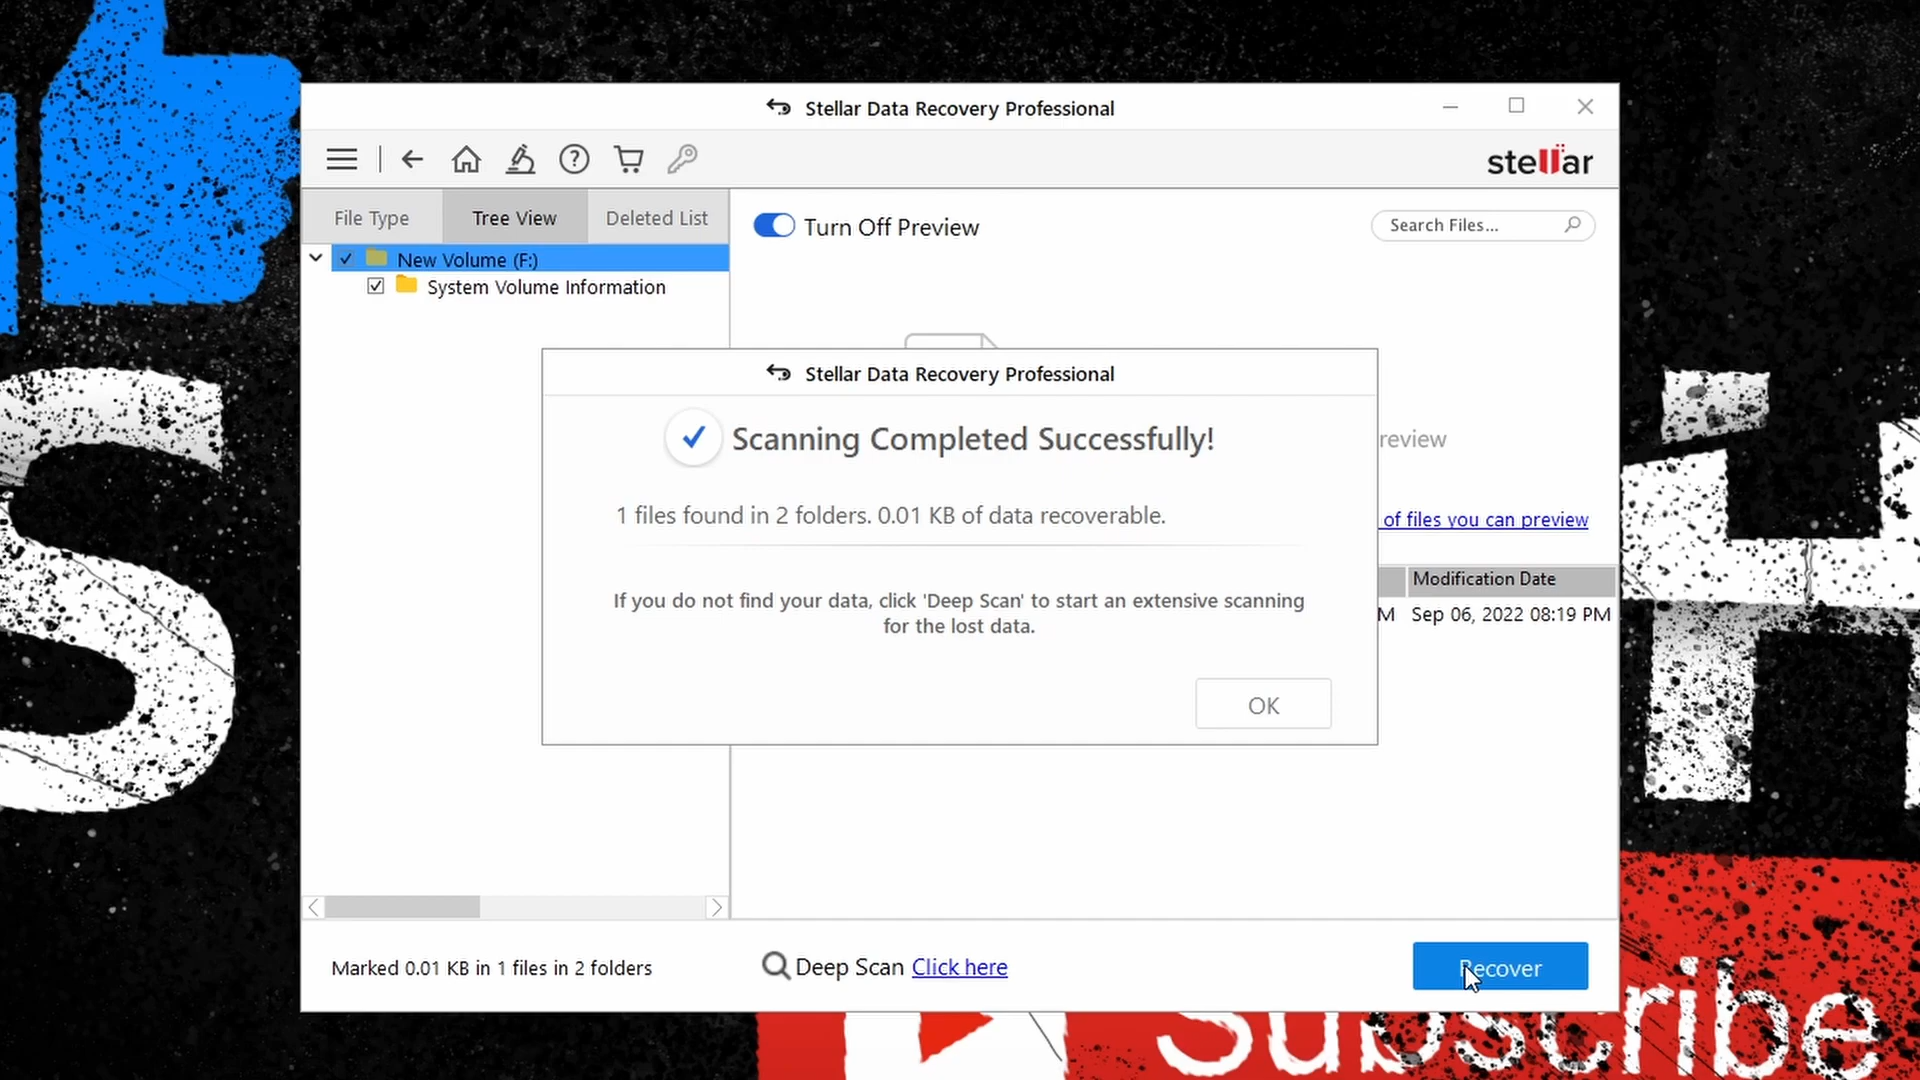 Stellar Data Recovery Professional
stellar
File Type
Tree View
Deleted List
Turn Off Preview
Search Files...
New Volume (F:)
System Volume Information
Stellar Data Recovery Professional
Scanning Completed Successfully!
review
1 files found in 2 folders. 0.01 KB of data recoverable.
of files you can preview
Modification Date
If you do not find your data, click 'Deep Scan' to start an extensive scanning
for the lost data.
M Sep 06, 2022 08:19 PM
OK
Marked 0.01 KB in 1 files in 2 folders
Deep Scan Click here
Recover
Subscribe